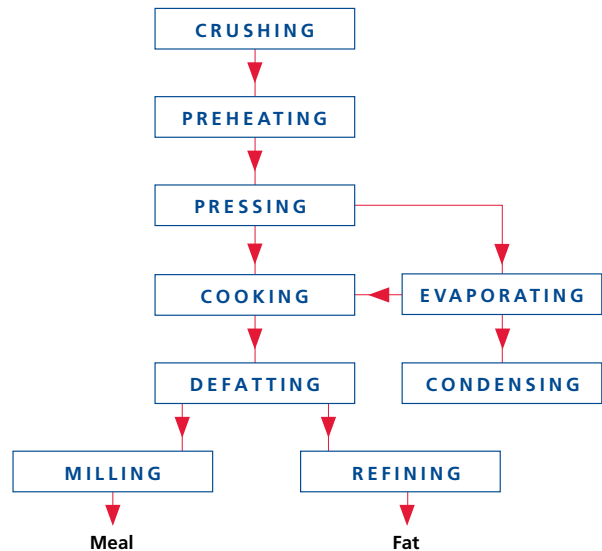 CRUSHING
PREHEATING
PRESSING
COOKING
EVAPORATING
DEFATTING
CONDENSING
MILLING
REFINING
Meal
Fat